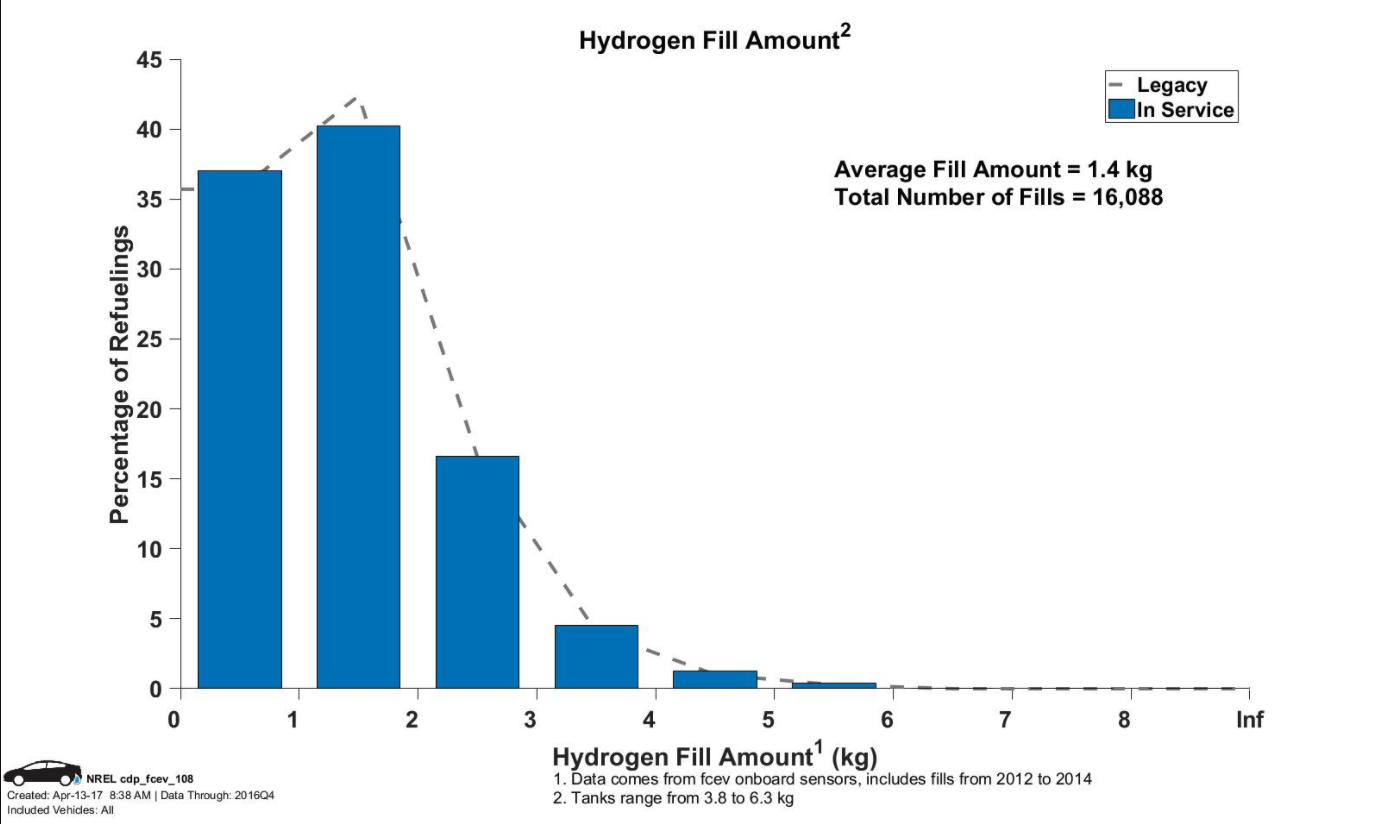 Hydrogen Fill Amount2
Legacy
In Service
Average Fill Amount = 1.4 kg
Total Number of Fills = 16,088
Percentage of Refuelings
45
40
35
30
25
20
15
10
5
0
0 1 2 3 4 5 6 7 8 Inf
Hydrogen Fill Amount1 (kg)
1. Data comes from fcev onboard sensors, includes fills from 2012 to 2014
2. Tanks range from 3.8 to 6.3 kg
NREL cdp_fcev_108
Created: Apr-13-17 8:38 AM | Data Through: 2016Q4
Included Vehicles: All